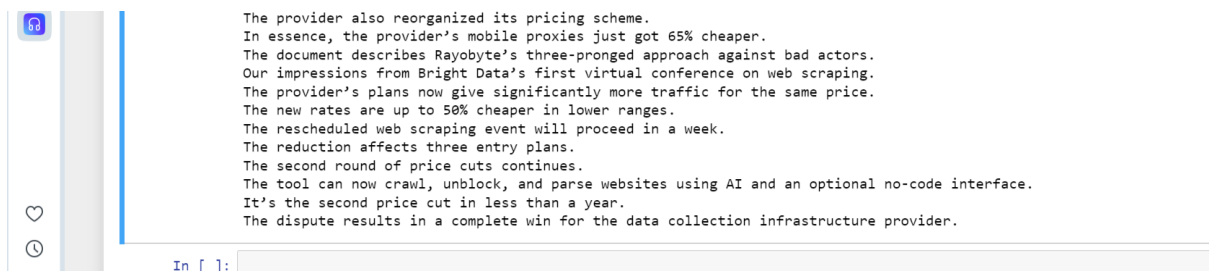 The provider also reorganized its pricing scheme.
In essence, the provider’s mobile proxies just got 65% cheaper.
The document describes Rayobyte’s three-pronged approach against bad actors.
Our impressions from Bright Data’s first virtual conference on web scraping.
The provider’s plans now give significantly more traffic for the same price.
The new rates are up to 50% cheaper in lower ranges.
The rescheduled web scraping event will proceed in a week.
The reduction affects three entry plans.
The second round of price cuts continues.
The tool can now crawl, unblock, and parse websites using AI and an optional no-code interface.
It’s the second price cut in less than a year.
The dispute results in a complete win for the data collection infrastructure provider.
In [ ]: